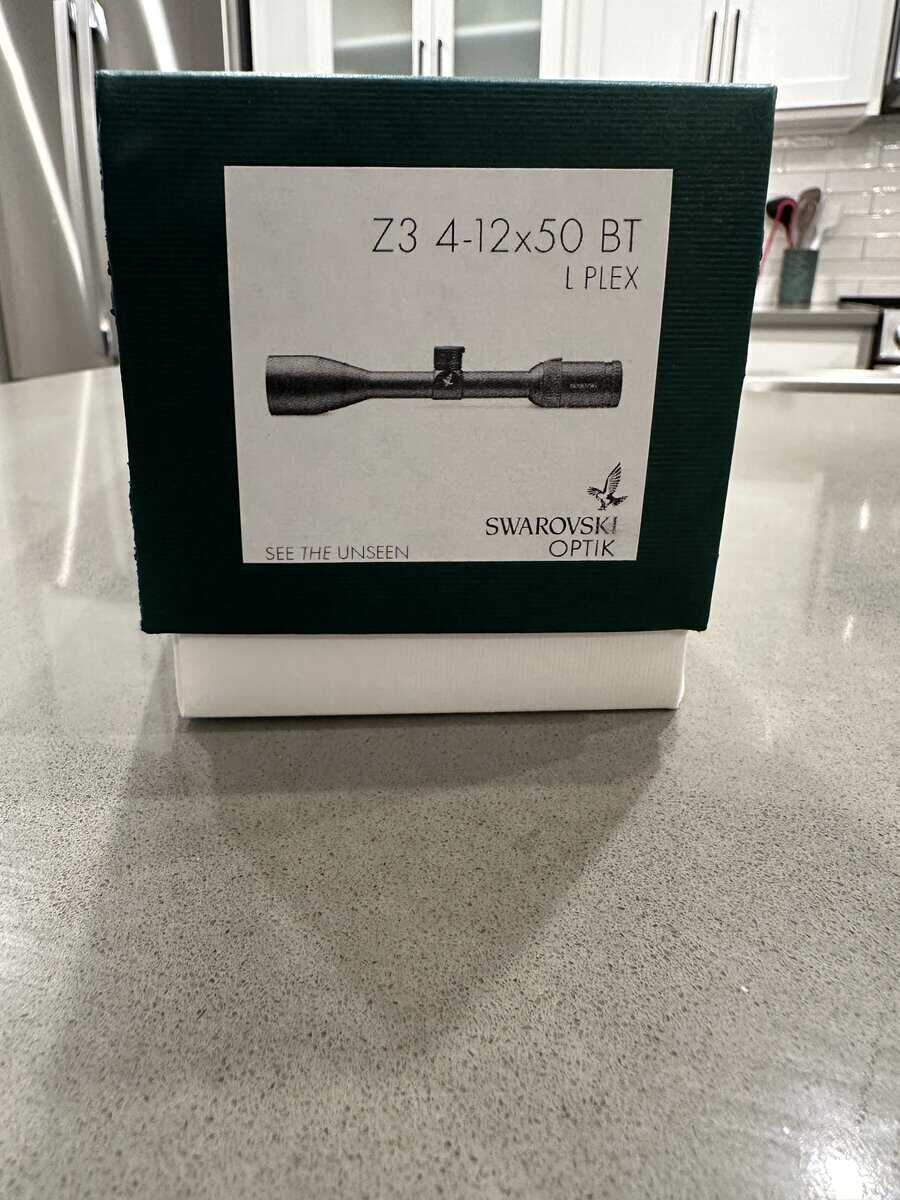 Z3 4-12x50 BT
L PLEX
SWAROVSKI
OPTIK
SEE THE UNSEEN